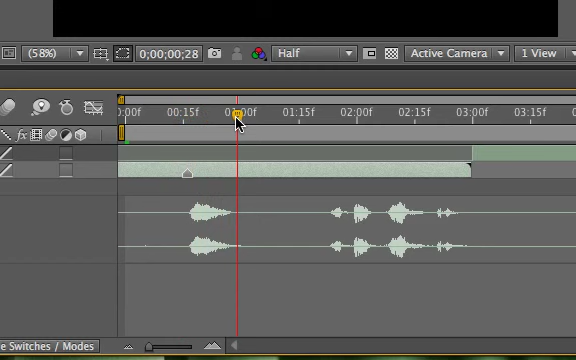 (58%) 0;00;00;28 Half Active Camera 1 View
:00f 00:15f 01:00f 01:15f 02:00f 02:15f 03:00f 03:15f
fx
e Switches / Modes